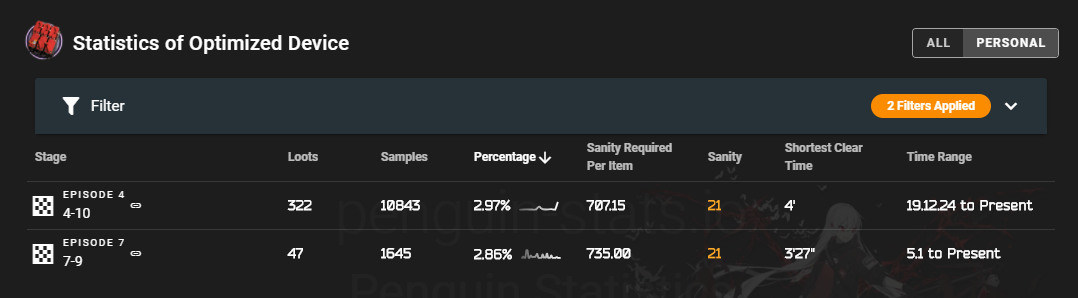 Statistics of Optimized Device
ALL PERSONAL
Filter
2 Filters Applied
Stage Loots Samples Percentage Sanity Required Per Item Sanity Shortest Clear Time Time Range
EPISODE 4
4-10 322 10843 2.97% 707.15 21 4' 19.12.24 to Present
EPISODE 7
7-9 47 1645 2.86% 735.00 21 3'27" 5.1 to Present
penguin-stats.io
Penguin Statistics